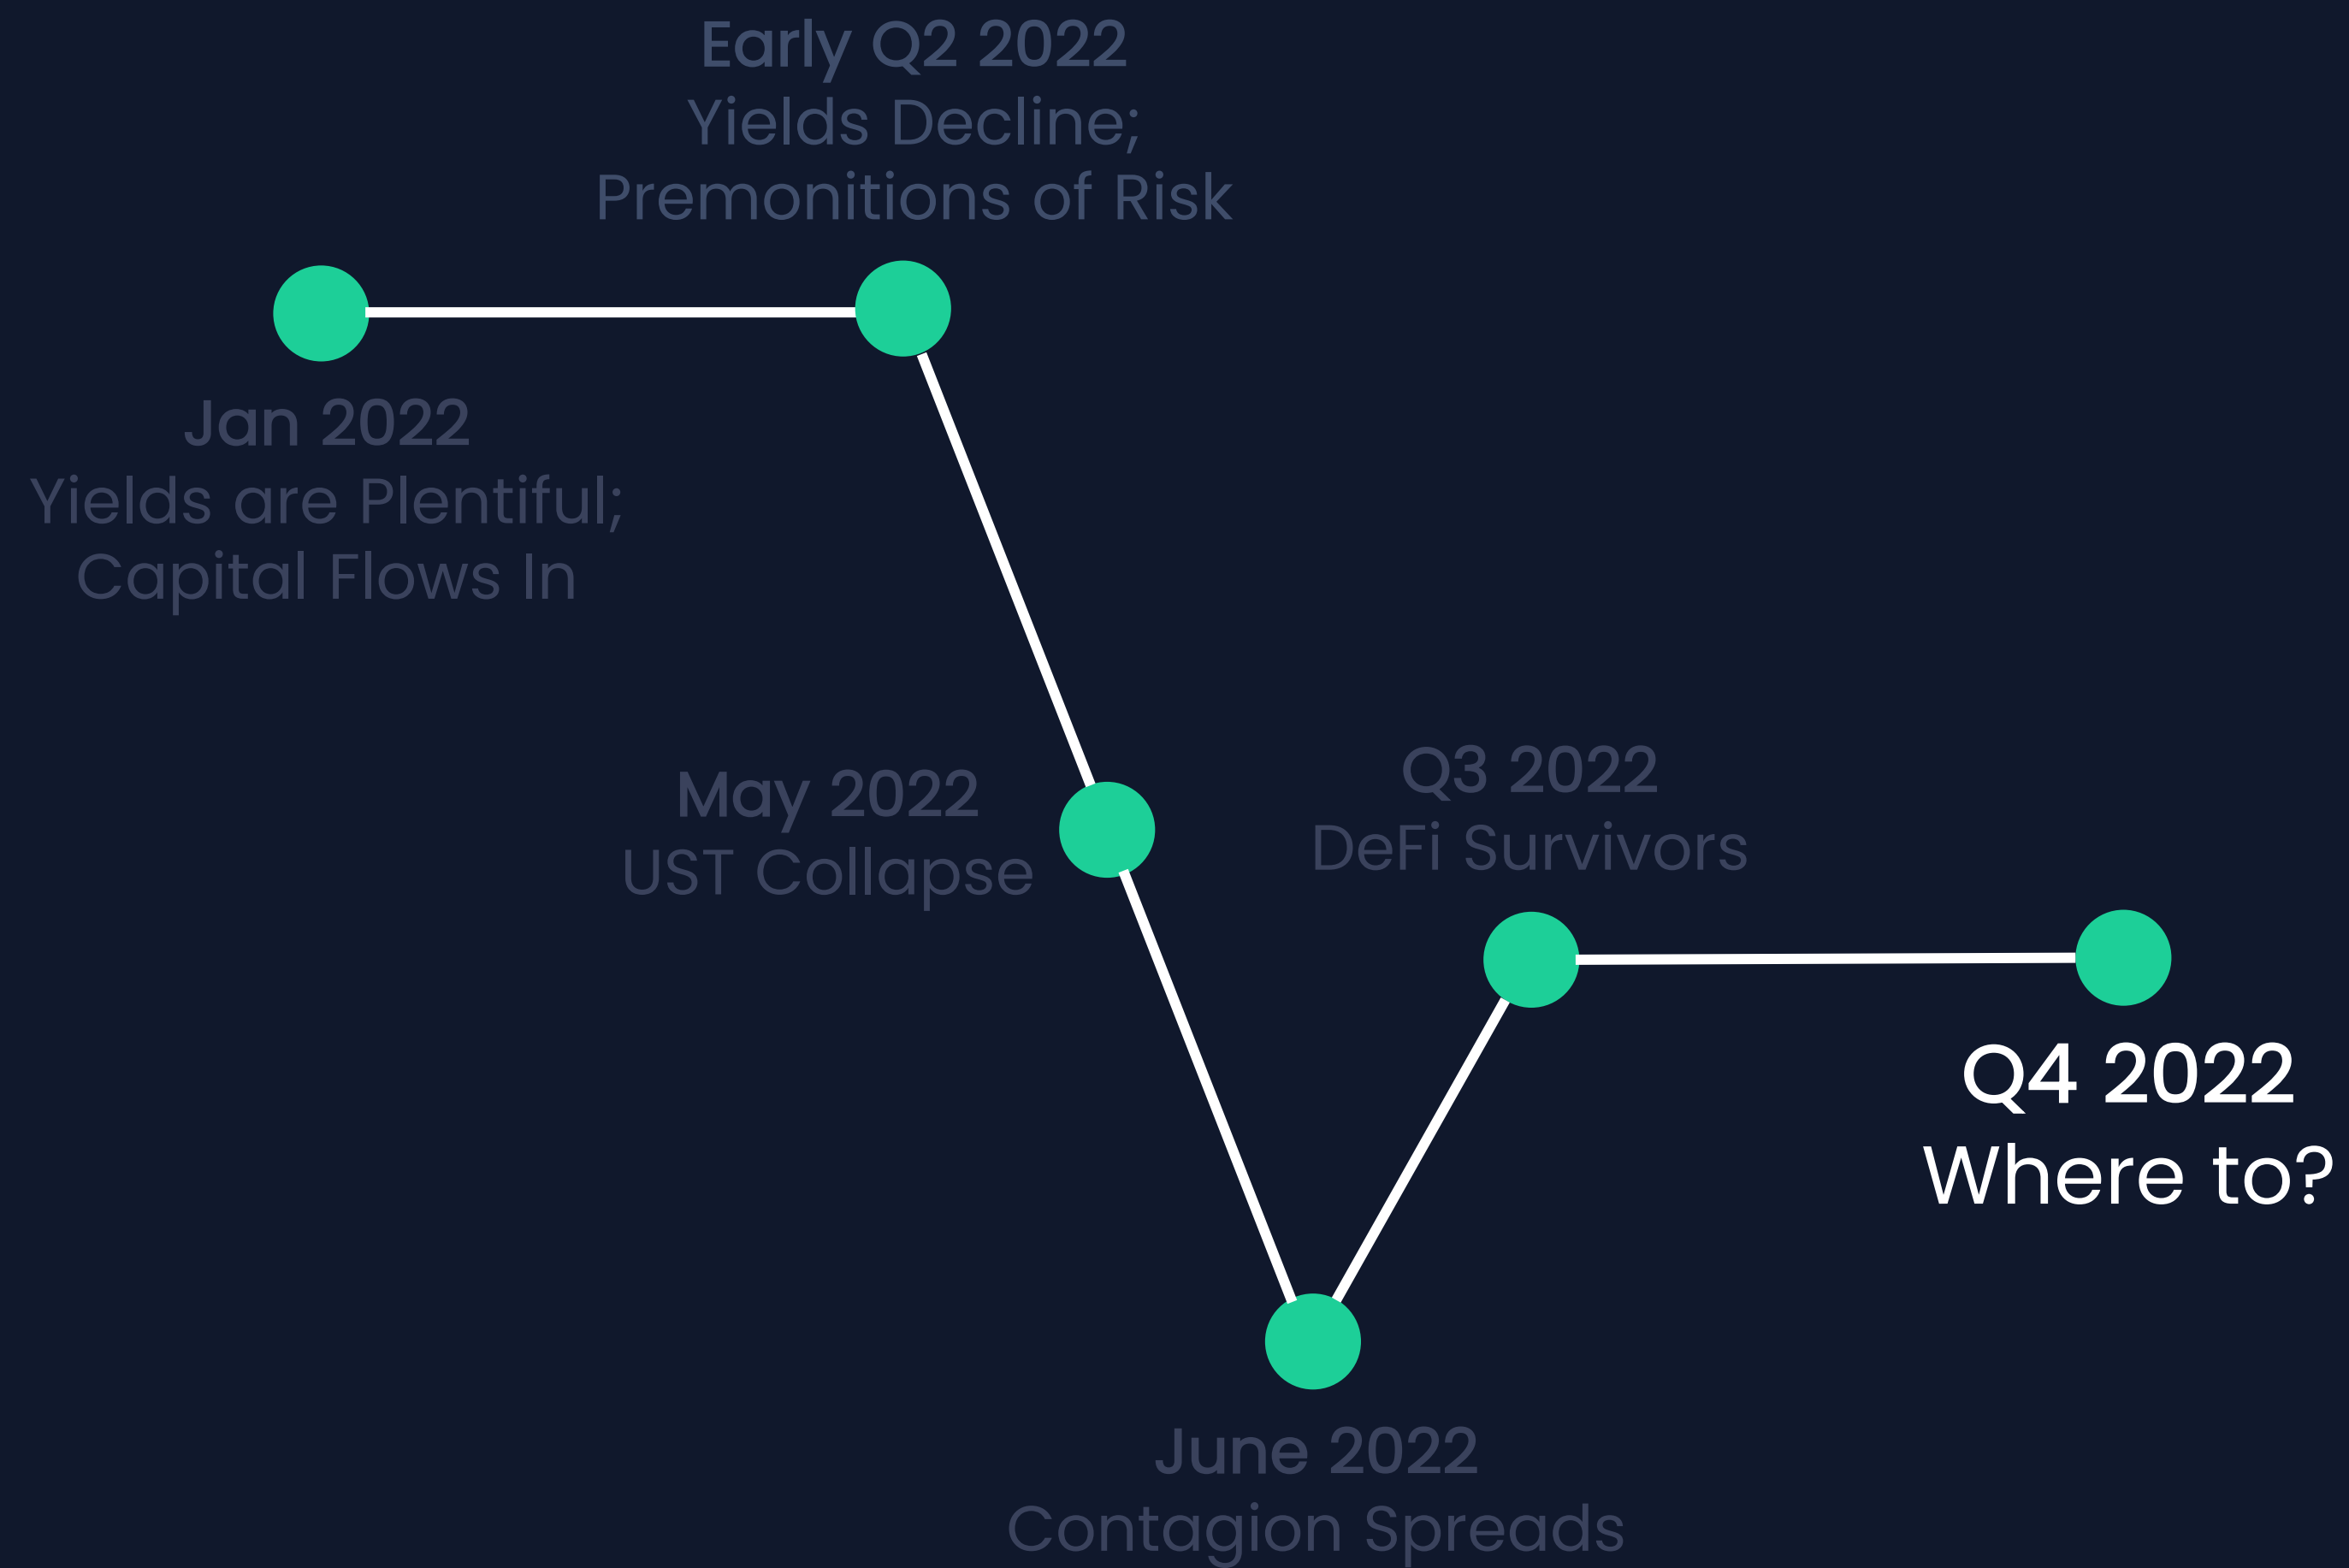 Early Q2 2022
Yields Decline;
Premonitions of Risk
Jan 2022
Yields are Plentiful;
Capital Flows In
May 2022
UST Collapse
Q3 2022
DeFi Survivors
Q4 2022
Where to?
June 2022
Contagion Spreads